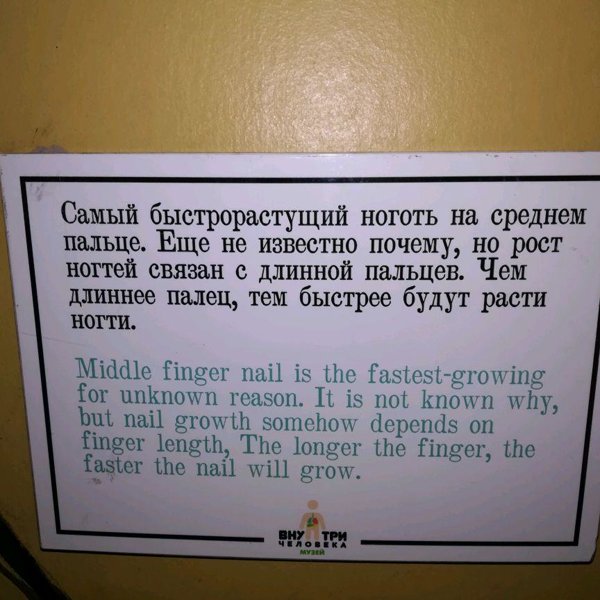 Самый быстрорастущий ноготь на среднем
пальце. Еще не известно почему, но рост
ногтей связан с длинной пальцев. Чем
длиннее палец, тем быстрее будут расти
ногти.
Middle finger nail is the fastest-growing
for unknown reason. It is not known why,
but nail growth somehow depends on
finger length, The longer the finger, the
faster the nail will grow.
ВНУ ТРИ
ЧЕЛОВЕКА
МУЗЕЙ